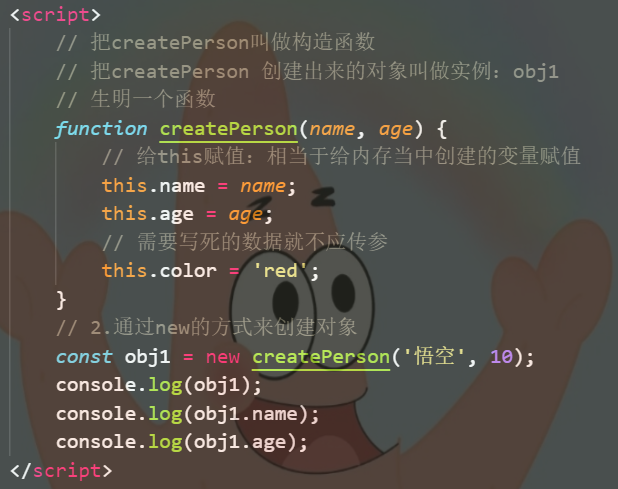 <script>
// 把createPerson叫做构造函数
// 把createPerson 创建出来的对象叫做实例：obj1
// 生明一个函数
function createPerson(name, age) {
// 给this赋值：相当于给内存当中创建的变量赋值
this.name = name;
this.age = age;
// 需要写死的数据就不应传参
this.color = 'red';
}
// 2.通过new的方式来创建对象
const obj1 = new createPerson('悟空', 10);
console.log(obj1);
console.log(obj1.name);
console.log(obj1.age);
</script>